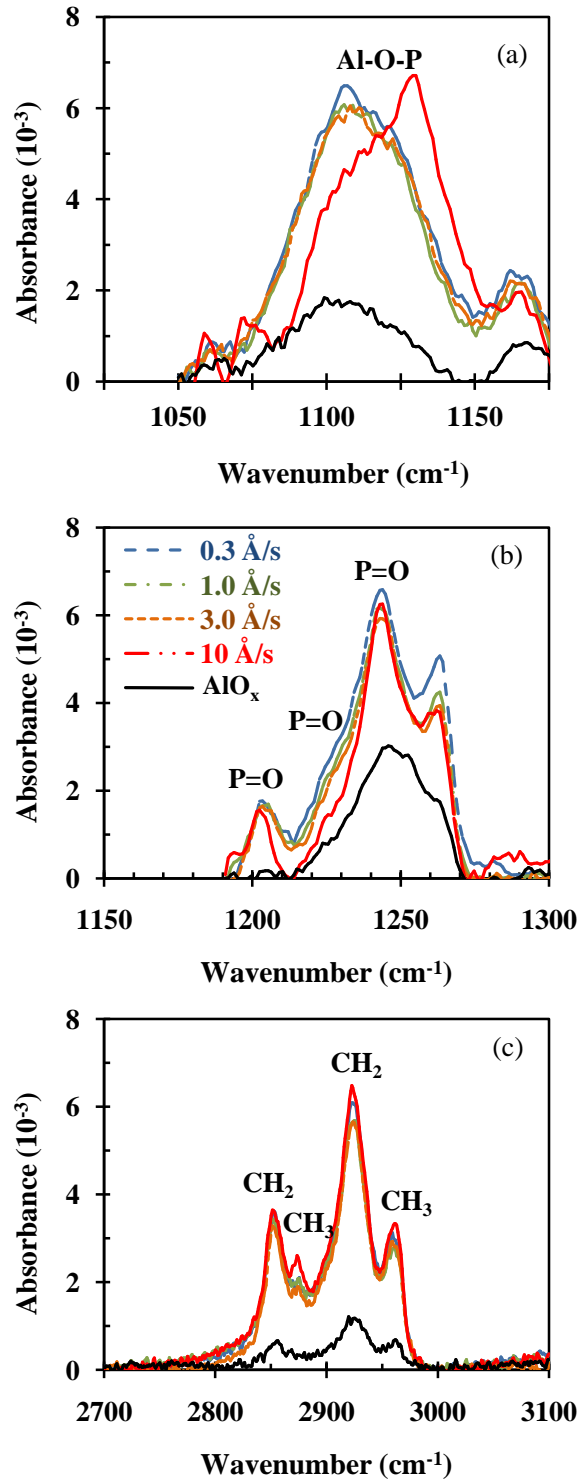 (a)
Al-O-P
8
6
4
2
0
1050 1100 1150
Absorbance (10⁻³)
Wavenumber (cm⁻¹)
(b)
0.3 Å/s
1.0 Å/s
3.0 Å/s
10 Å/s
AlOₓ
P=O
P=O
P=O
8
6
4
2
0
1150 1200 1250 1300
Absorbance (10⁻³)
Wavenumber (cm⁻¹)
(c)
CH₂
CH₂
CH₃
CH₃
8
6
4
2
0
2700 2800 2900 3000 3100
Absorbance (10⁻³)
Wavenumber (cm⁻¹)